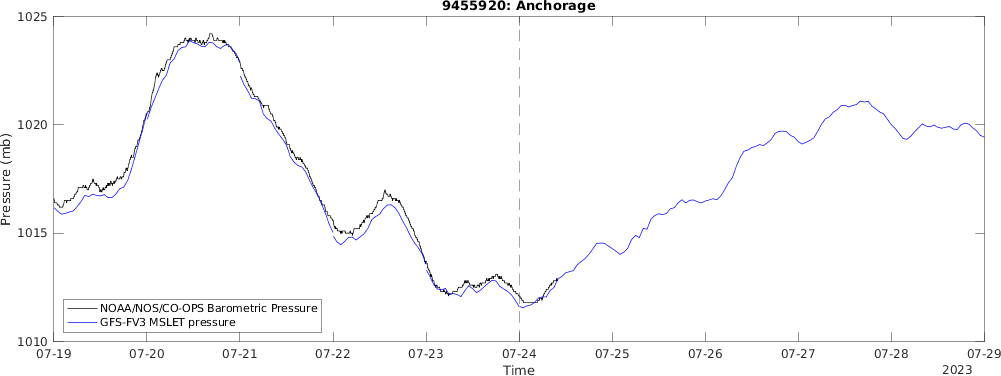 9455920: Anchorage
Pressure (mb)
1025
1020
1015
1010
NOAA/NOS/CO-OPS Barometric Pressure
GFS-FV3 MSLET pressure
07-19 07-20 07-21 07-22 07-23 07-24 07-25 07-26 07-27 07-28 07-29
Time
2023